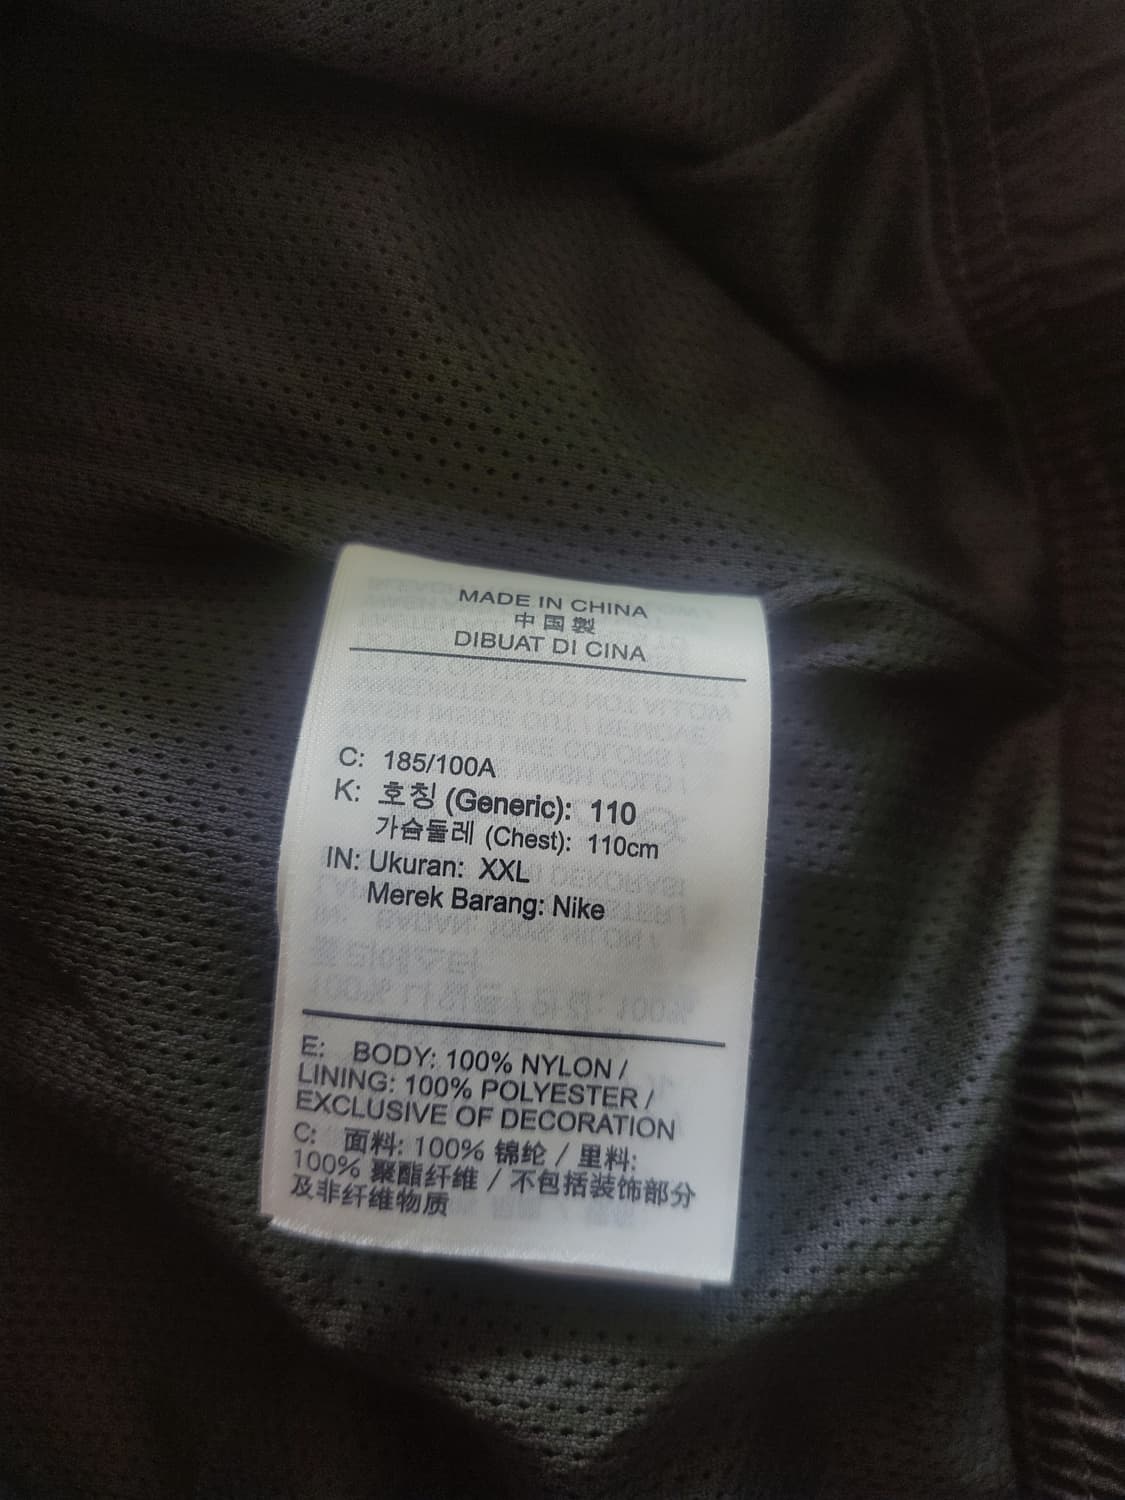 MADE IN CHINA
中国製
DIBUAT DI CINA
C: 185/100A
K: 호칭 (Generic): 110
가슴둘레 (Chest): 110cm
IN: Ukuran: XXL
Merek Barang: Nike
E: BODY: 100% NYLON /
LINING: 100% POLYESTER /
EXCLUSIVE OF DECORATION
C: 面料: 100% 锦纶 / 里料:
100% 聚酯纤维 / 不包括装饰部分
及非纤维物质